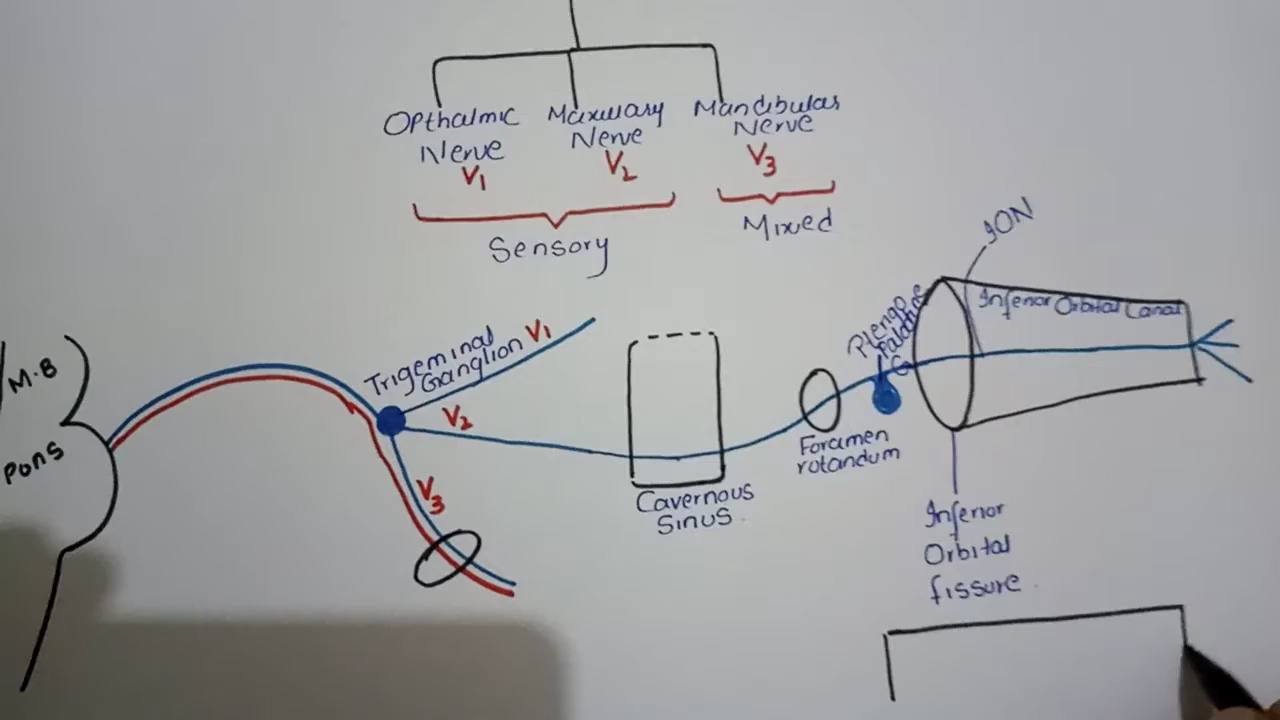 Opthalmic
Nerve
V1
Maxillary
Nerve
V2
Mandibular
Nerve
V3
Sensory
Mixed
ION
Inferior Orbital Canal
Trigeminal
Ganglion
V1
V2
V3
M.B
Pons
Cavernous
Sinus
Foramen
rotandum
Plengo
Palatine
G
Inferior
Orbital
fissure